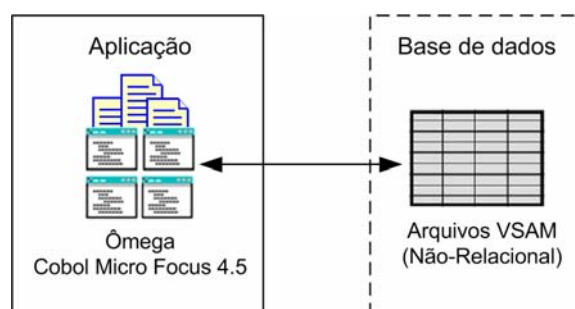 Aplicação
Ômega
Cobol Micro Focus 4.5
Base de dados
Arquivos VSAM
(Não-Relacional)